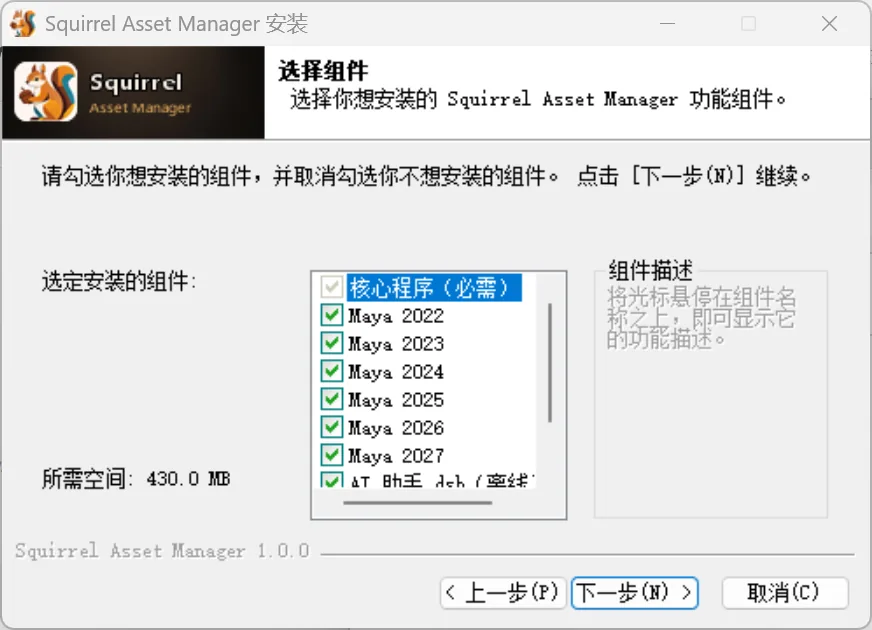 Squirrel Asset Manager 安装
Squirrel
Asset Manager
选择组件
选择你想安装的 Squirrel Asset Manager 功能组件。
请勾选你想安装的组件，并取消勾选你不想安装的组件。 点击 [下一步(N)] 继续。
选定安装的组件:
核心程序（必需）
Maya 2022
Maya 2023
Maya 2024
Maya 2025
Maya 2026
Maya 2027
AI 助手
组件描述
将光标悬停在组件名
称之上，即可显示它
的功能描述。
所需空间: 430.0 MB
Squirrel Asset Manager 1.0.0
< 上一步(P)
下一步(N) >
取消(C)